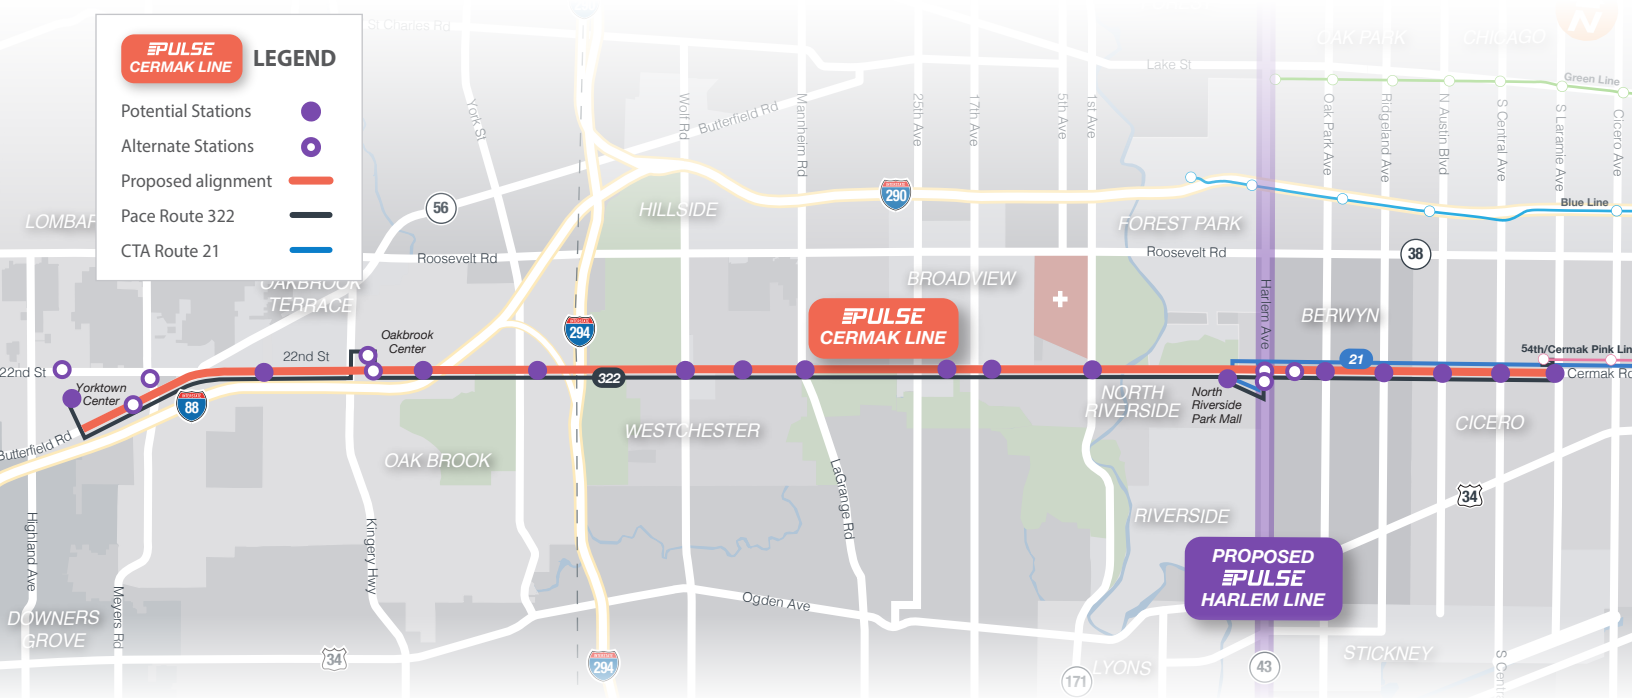 PULSE
CERMAK LINE
LEGEND
Potential Stations
Alternate Stations
Proposed alignment
Pace Route 322
CTA Route 21
St Charles Rd
OAK PARK
CHICAGO
N
Lake St
Green Line
York St
Wolf Rd
Butterfield Rd
Mannheim Rd
25th Ave
17th Ave
5th Ave
1st Ave
Oak Park Ave
Ridgeland Ave
N Austin Blvd
S Central Ave
S Laramie Ave
Cicero Ave
56
290
LOMBAR
HILLSIDE
FOREST PARK
Blue Line
Roosevelt Rd
Roosevelt Rd
38
OAKBROOK
TERRACE
BROADVIEW
Harlem Ave
BERWYN
294
PULSE
CERMAK LINE
Oakbrook
Center
22nd St
22nd St
322
21
54th/Cermak Pink Lin
Cermak Rd
Yorktown
Center
88
North
Riverside
Park Mall
NORTH
RIVERSIDE
CICERO
Butterfield Rd
WESTCHESTER
OAK BROOK
LaGrange Rd
34
RIVERSIDE
Highland Ave
Meyers Rd
Kingery Hwy
PROPOSED
PULSE
HARLEM LINE
Ogden Ave
DOWNERS
GROVE
34
294
171
LYONS
43
STICKNEY
S Centr